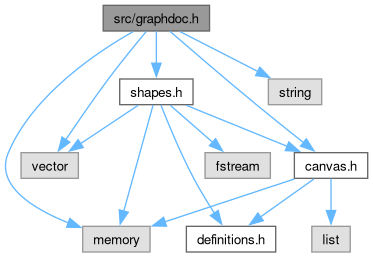 src/graphdoc.h
shapes.h
string
vector
fstream
canvas.h
memory
definitions.h
list